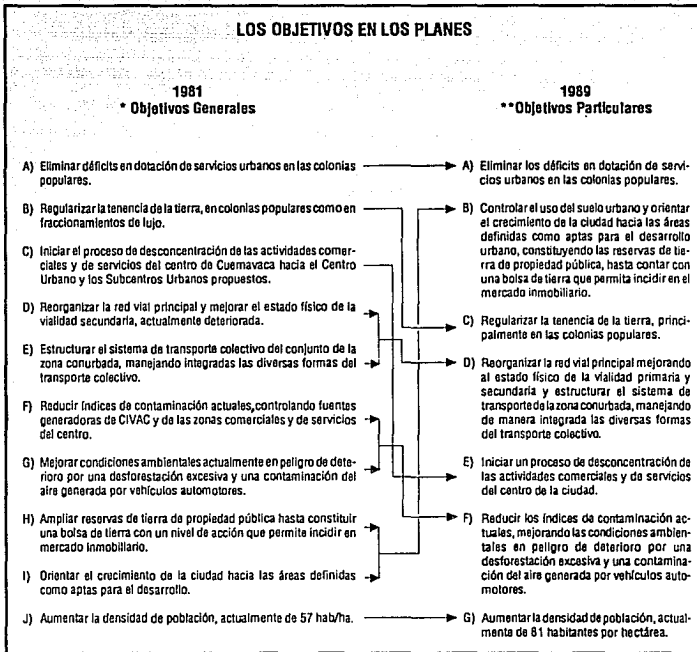 LOS OBJETIVOS EN LOS PLANES
1981
* Objetivos Generales
A) Eliminar déficits en dotación de servicios urbanos en las colonias
populares.
B) Regularizar la tenencia de la tierra, en colonias populares como en
fraccionamientos de lujo.
C) Iniciar el proceso de desconcentración de las actividades comer-
ciales y de servicios del centro de Cuernavaca hacia el Centro
Urbano y los Subcentros Urbanos propuestos.
D) Reorganizar la red vial principal y mejorar el estado físico de la
vialidad secundaria, actualmente deteriorada.
E) Estructurar el sistema de transporte colectivo del conjunto de la
zona conurbada, manejando integradas las diversas formas del
transporte colectivo.
F) Reducir índices de contaminación actuales, controlando fuentes
generadoras de CIVAC y de las zonas comerciales y de servicios
del centro.
G) Mejorar condiciones ambientales actualmente en peligro de dete-
rioro por una desforestación excesiva y una contaminación del
aire generada por vehículos automotores.
H) Ampliar reservas de tierra de propiedad pública hasta constituir
una bolsa de tierra con un nivel de acción que permite incidir en
mercado inmobiliario.
I) Orientar el crecimiento de la ciudad hacia las áreas definidas
como aptas para el desarrollo.
J) Aumentar la densidad de población, actualmente de 57 hab/ha.
1989
**Objetivos Particulares
A) Eliminar los déficits en dotación de servi-
cios urbanos en las colonias populares.
B) Controlar el uso del suelo urbano y orientar
el crecimiento de la ciudad hacia las áreas
definidas como aptas para el desarrollo
urbano, constituyendo las reservas de tie-
rra de propiedad pública, hasta contar con
una bolsa de tierra que permita incidir en el
mercado inmobiliario.
C) Regularizar la tenencia de la tierra, princi-
palmente en las colonias populares.
D) Reorganizar la red vial principal mejorando
al estado físico de la vialidad primaria y
secundaria y estructurar el sistema de
transporte de la zona conurbada, manejando
de manera integrada las diversas formas
del transporte colectivo.
E) Iniciar un proceso de desconcentración de
las actividades comerciales y de servicios
del centro de la ciudad.
F) Reducir los índices de contaminación ac-
tuales, mejorando las condiciones ambien-
tales en peligro de deterioro por una
desforestación excesiva y una contamina-
ción del aire generada por vehículos auto-
motores.
G) Aumentar la densidad de población, actual-
mente de 81 habitantes por hectárea.